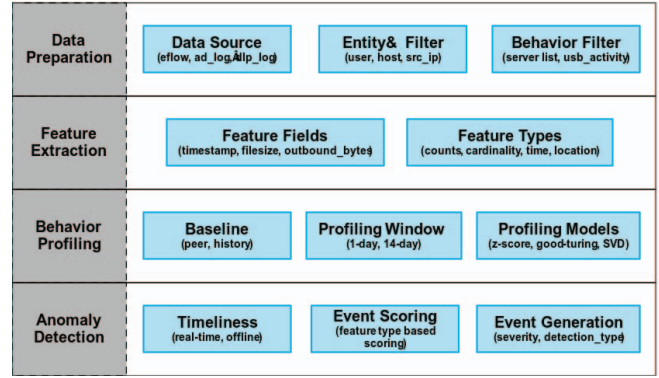 Data
Preparation
Data Source
(eflow, ad_log,Âllp_log)
Entity& Filter
(user, host, src_ip)
Behavior Filter
(server list, usb_activity)
Feature
Extraction
Feature Fields
(timestamp, filesize, outbound_bytes)
Feature Types
(counts, cardinality, time, location)
Behavior
Profiling
Baseline
(peer, history)
Profiling Window
(1-day, 14-day)
Profiling Models
(z-score, good-turing, SVD)
Anomaly
Detection
Timeliness
(real-time, offline)
Event Scoring
(feature type based
scoring)
Event Generation
(severity, detection_type)